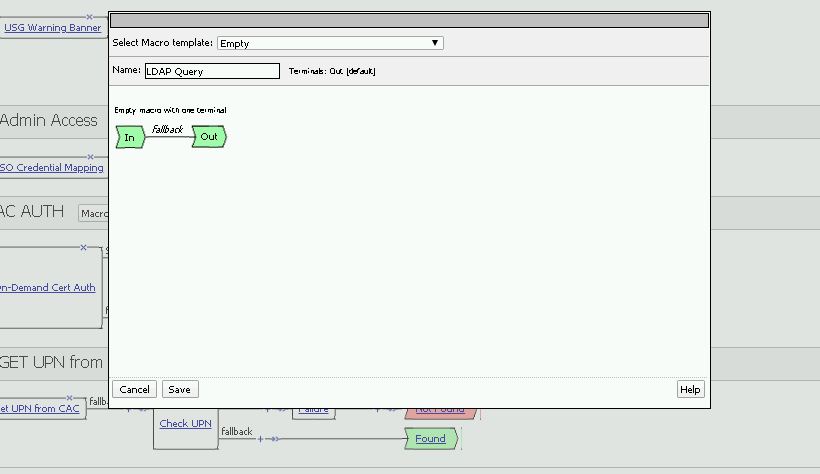 USG Warning Banner
Select Macro template: Empty
Name: LDAP Query Terminals: Out [default]
Empty macro with one terminal
In fallback Out
Admin Access
SO Credential Mapping
AC AUTH Macro
On-Demand Cert Auth
GET UPN from
Cancel Save Help
et UPN from CAC fallb
Failure Not Found
Check UPN
fallback Found